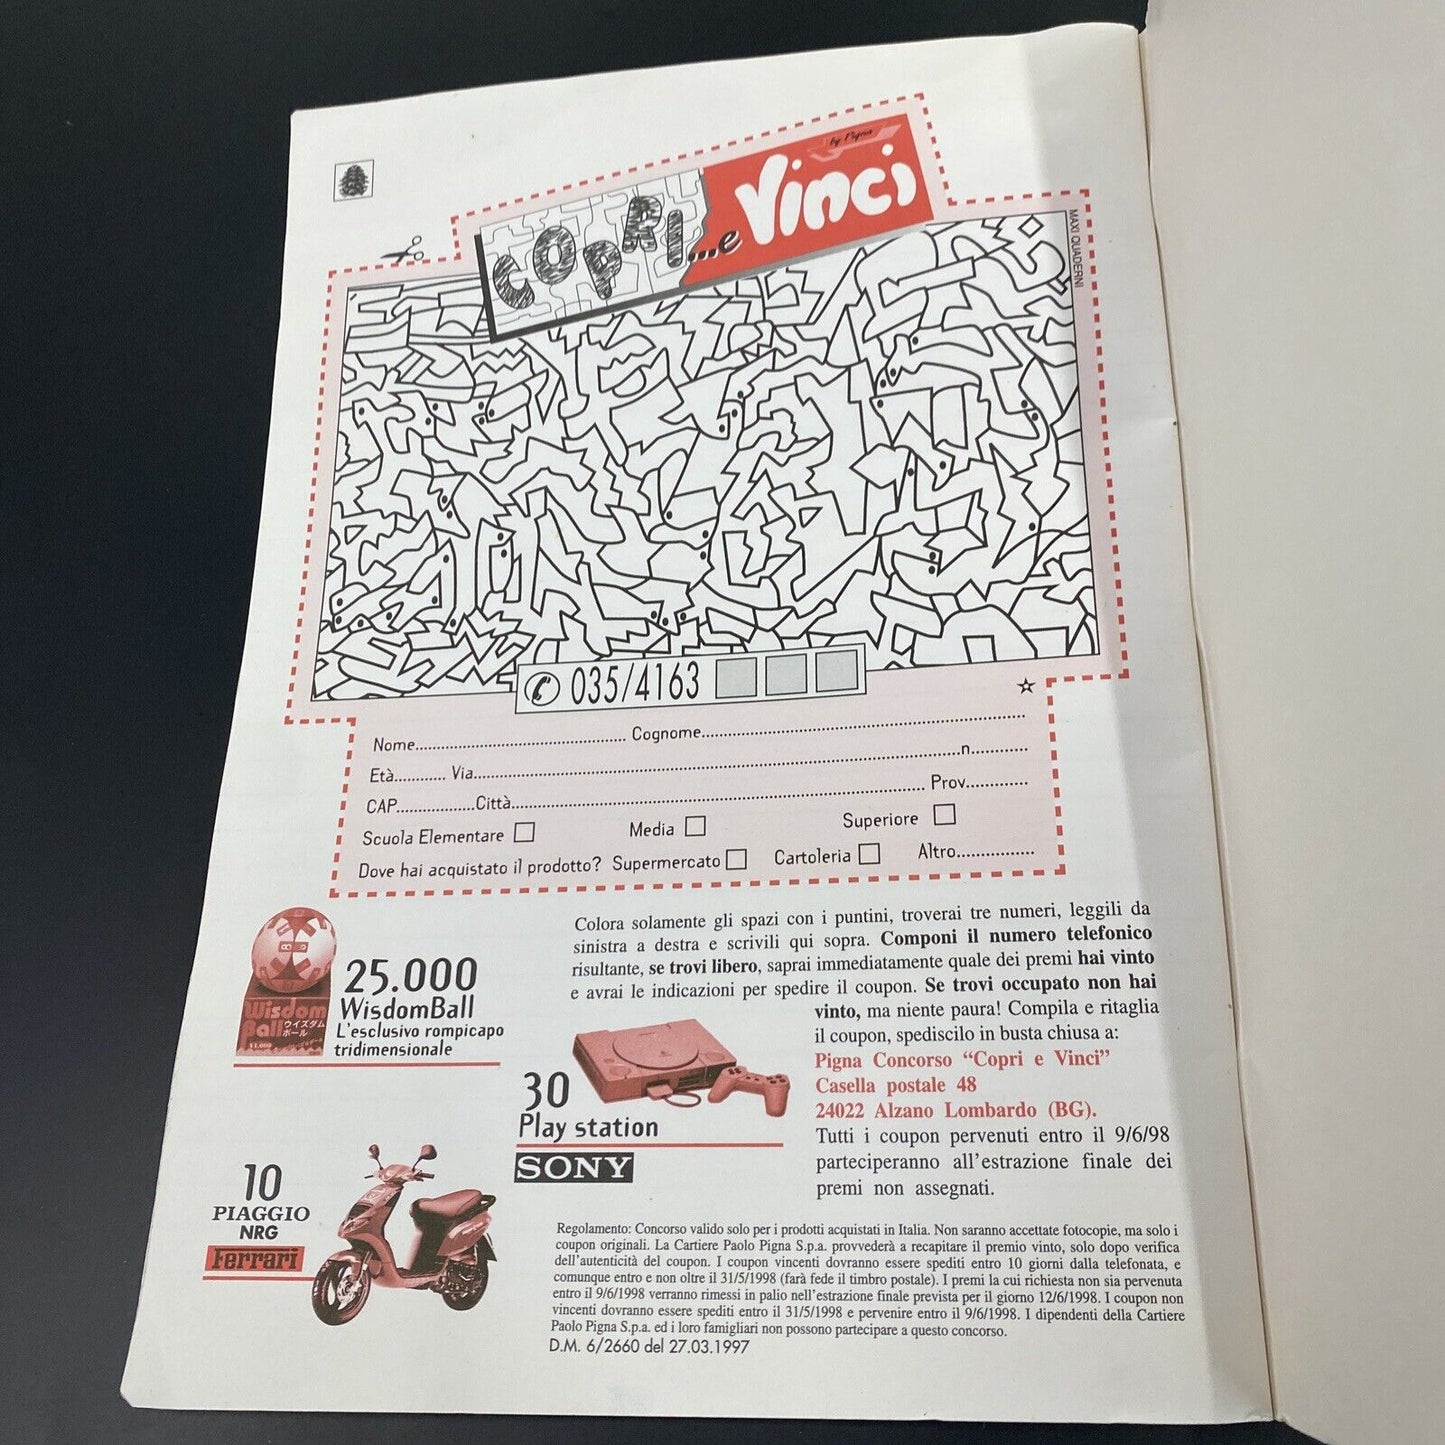 by Pigna
COPRI...e Vinci
MAXI QUADERNI
035/4163
Nome.......... Cognome..........
Età.......... Via.......... n..........
CAP.......... Città.......... Prov..........
Scuola Elementare Media Superiore
Dove hai acquistato il prodotto? Supermercato Cartoleria Altro..........
Colora solamente gli spazi con i puntini, troverai tre numeri, leggili da
sinistra a destra e scrivili qui sopra. Componi il numero telefonico
risultante, se trovi libero, saprai immediatamente quale dei premi hai vinto
e avrai le indicazioni per spedire il coupon. Se trovi occupato non hai
vinto, ma niente paura! Compila e ritaglia
il coupon, spediscilo in busta chiusa a:
Pigna Concorso “Copri e Vinci”
Casella postale 48
24022 Alzano Lombardo (BG).
Tutti i coupon pervenuti entro il 9/6/98
parteciperanno all'estrazione finale dei
premi non assegnati.
Wisdom
Ball
ウイズダム
ボール
25.000
WisdomBall
L'esclusivo rompicapo
tridimensionale
30
Play station
SONY
10
PIAGGIO
NRG
Ferrari
Regolamento: Concorso valido solo per i prodotti acquistati in Italia. Non saranno accettate fotocopie, ma solo i
coupon originali. La Cartiere Paolo Pigna S.p.a. provvederà a recapitare il premio vinto, solo dopo verifica
dell'autenticità del coupon. I coupon vincenti dovranno essere spediti entro 10 giorni dalla telefonata, e
comunque entro e non oltre il 31/5/1998 (farà fede il timbro postale). I premi la cui richiesta non sia pervenuta
entro il 9/6/1998 verranno rimessi in palio nell'estrazione finale prevista per il giorno 12/6/1998. I coupon non
vincenti dovranno essere spediti entro il 31/5/1998 e pervenire entro il 9/6/1998. I dipendenti della Cartiere
Paolo Pigna S.p.a. ed i loro famigliari non possono partecipare a questo concorso.
D.M. 6/2660 del 27.03.1997